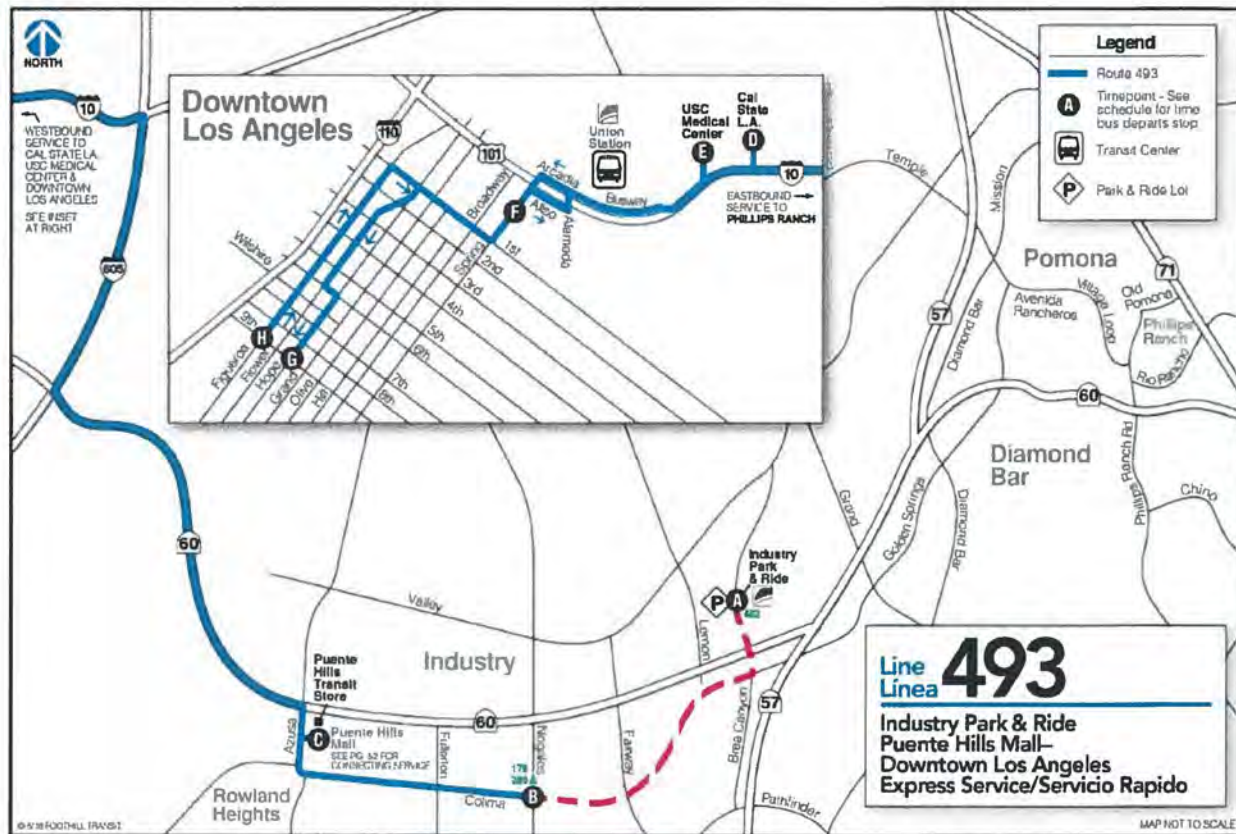 NORTH
10
WESTBOUND
SERVICE TO
CAL STATE LA
USC MEDICAL
CENTER &
DOWNTOWN
LOS ANGELES
SEE INSET
AT RIGHT
605
60
Downtown
Los Angeles
110
101
Broadway
Union
Station
USC
Medical
Center
E
Cal
State
L.A.
D
Arcadia
Busway
10
EASTBOUND
SERVICE TO
PHILLIPS RANCH
F
Aliso
Alameda
Spring
1st
2nd
3rd
4th
5th
6th
7th
8th
9th
Wilshire
H
G
Figueroa
Flower
Hope
Grand
Olive
Hill
Legend
Route 493
A
Timepoint - See
schedule for time
bus departs stop
Transit Center
P
Park & Ride Lot
Temple
Mission
Pomona
71
57
Diamond Bar
Avenida
Rancheros
Village Loop
Old
Pomona
Phillips
Ranch
Rio Rancho
60
Diamond
Bar
Phillips Ranch Rd
Chino
Grand
Golden Springs
Diamond Bar
Industry
Park
& Ride
P
A
482
Valley
Lemon
Industry
Puente
Hills
Transit
Store
60
57
Azusa
C
Puente Hills
Mall
SEE PG. 52 FOR
CONNECTING SERVICE
Fullerton
Nogales
Fairway
Brea Canyon
178
B
Colima
Rowland
Heights
Pathfinder
Line
Línea
493
Industry Park & Ride
Puente Hills Mall–
Downtown Los Angeles
Express Service/Servicio Rapido
FOOTHILL TRANSIT
MAP NOT TO SCALE